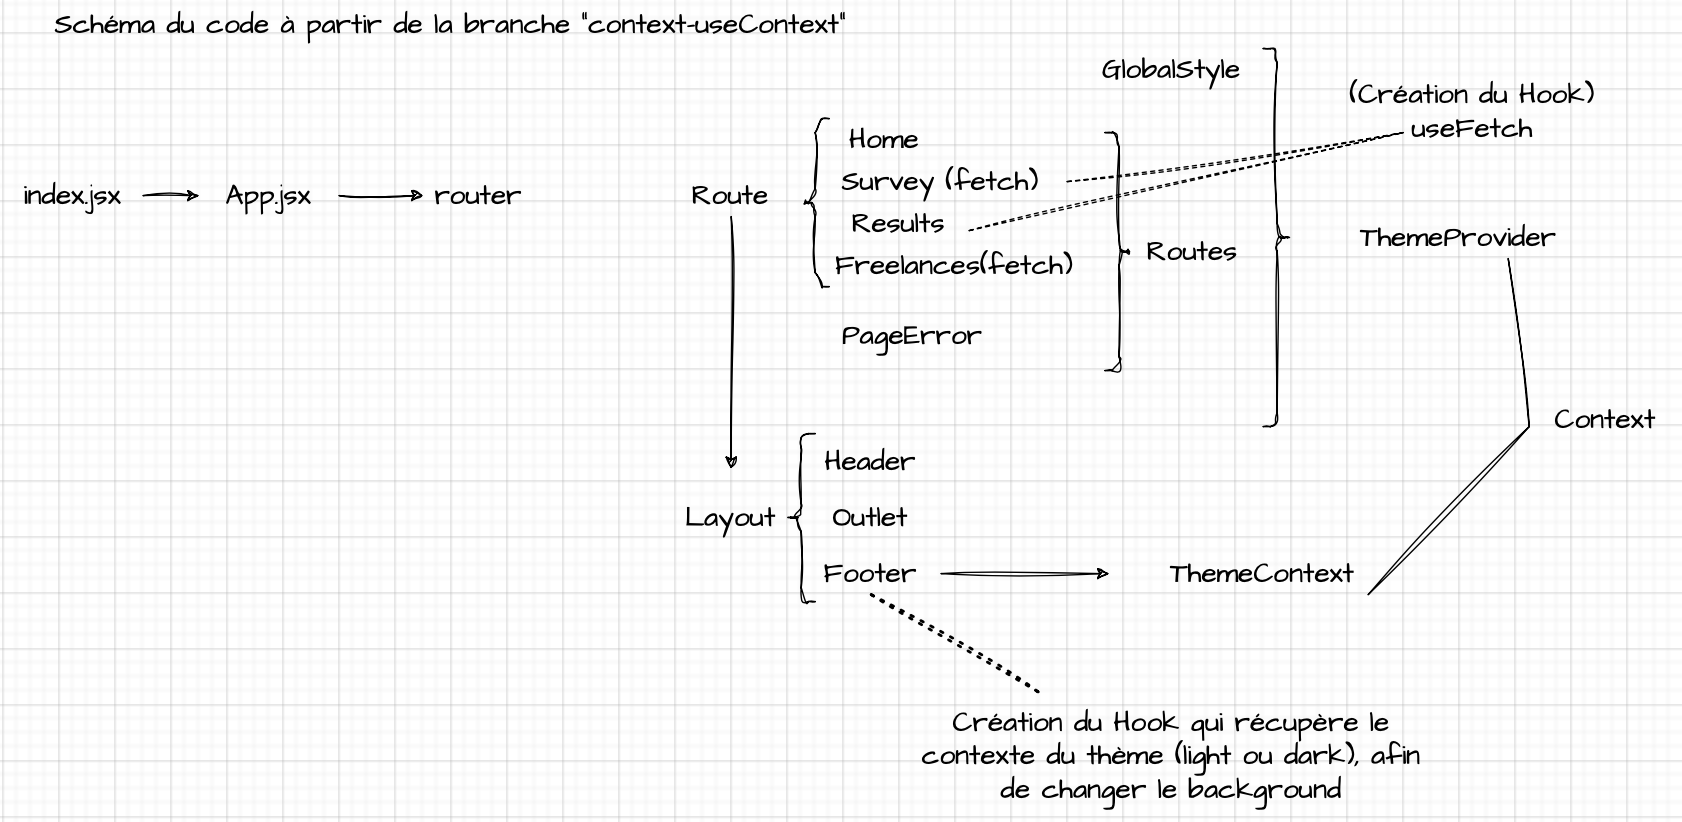 Schéma du code à partir de la branche "context-useContext"
GlobalStyle
(Création du Hook)
useFetch
Home
Survey (fetch)
index.jsx
App.jsx
router
Route
Results
Routes
ThemeProvider
Freelances(fetch)
PageError
Context
Header
Layout
Outlet
Footer
ThemeContext
Création du Hook qui récupère le
contexte du thème (light ou dark), afin
de changer le background